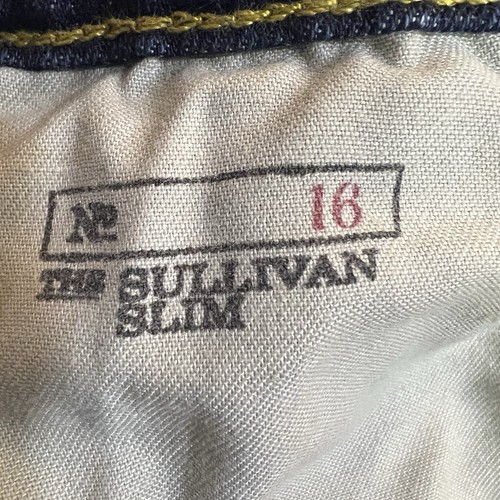 № 16
THE SULLIVAN
SLIM